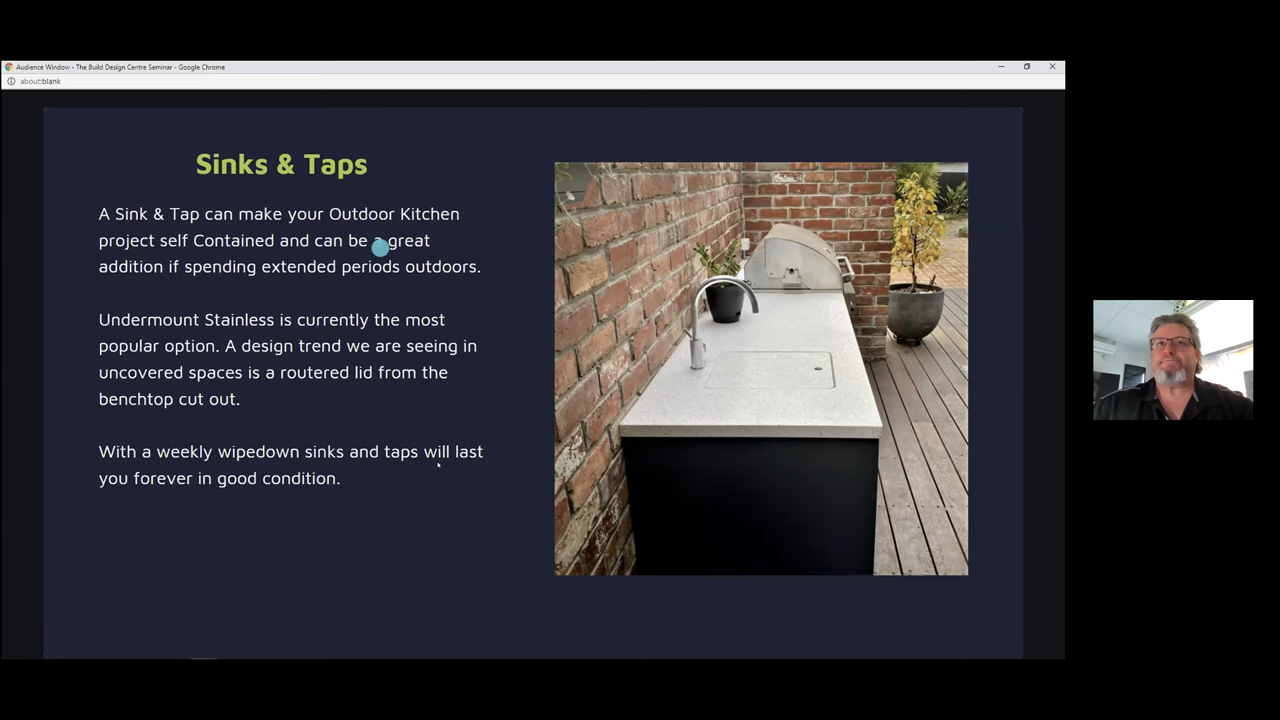 Audience Window - The Build Design Centre Seminar - Google Chrome
about:blank
Sinks & Taps
A Sink & Tap can make your Outdoor Kitchen
project self Contained and can be a great
addition if spending extended periods outdoors.
Undermount Stainless is currently the most
popular option. A design trend we are seeing in
uncovered spaces is a routered lid from the
benchtop cut out.
With a weekly wipedown sinks and taps will last
you forever in good condition.